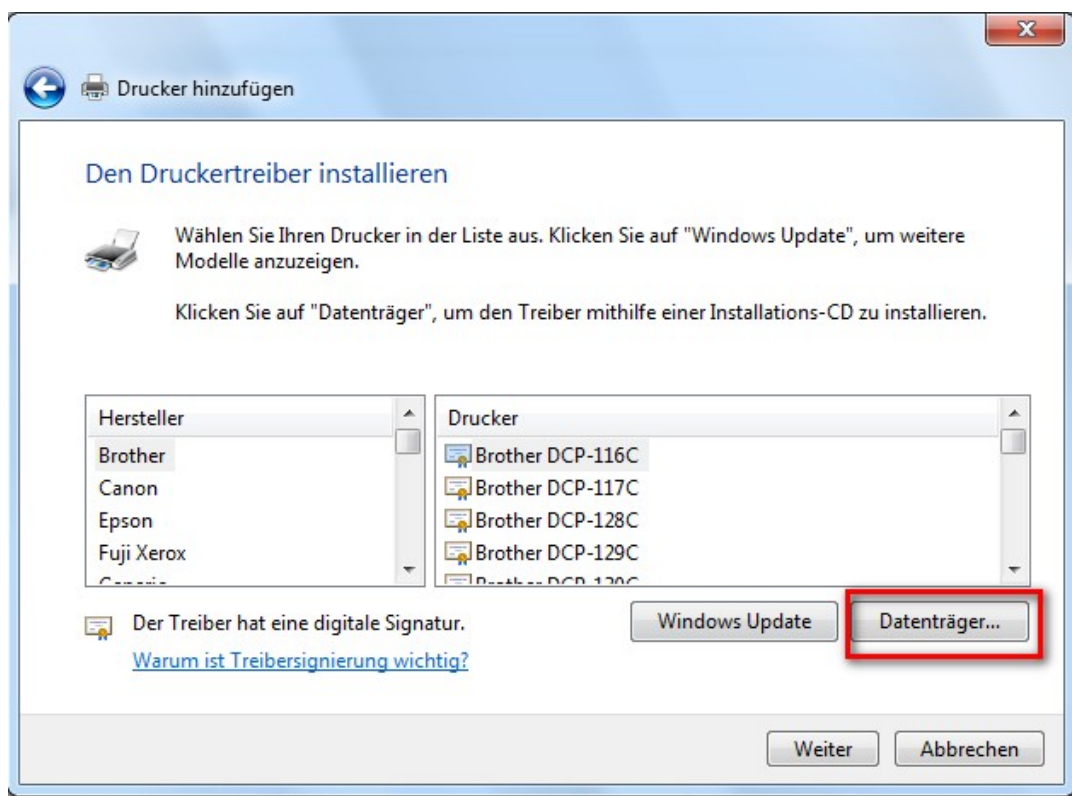 Drucker hinzufügen
Den Druckertreiber installieren
Wählen Sie Ihren Drucker in der Liste aus. Klicken Sie auf "Windows Update", um weitere
Modelle anzuzeigen.
Klicken Sie auf "Datenträger", um den Treiber mithilfe einer Installations-CD zu installieren.
Hersteller
Brother
Canon
Epson
Fuji Xerox
Drucker
Brother DCP-116C
Brother DCP-117C
Brother DCP-128C
Brother DCP-129C
Der Treiber hat eine digitale Signatur.
Warum ist Treibersignierung wichtig?
Windows Update
Datenträger...
Weiter
Abbrechen